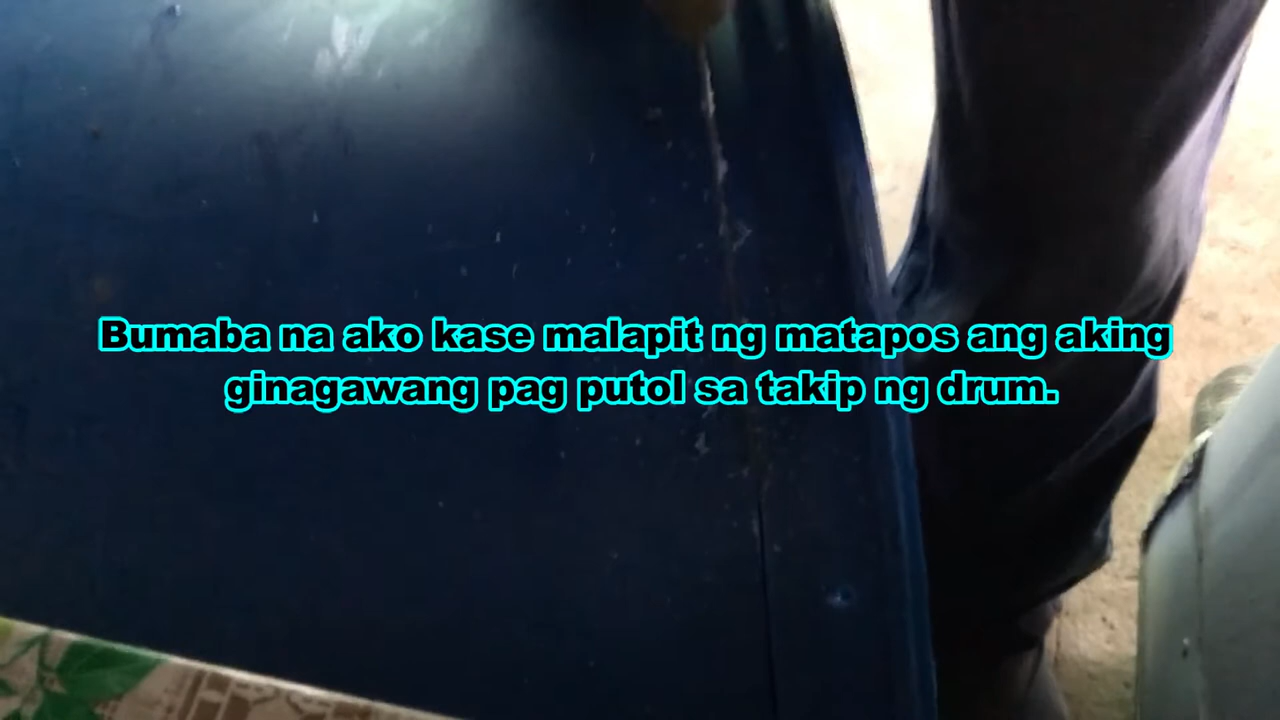 Bumaba na ako kase malapit ng matapos ang aking
ginagawang pag putol sa takip ng drum.